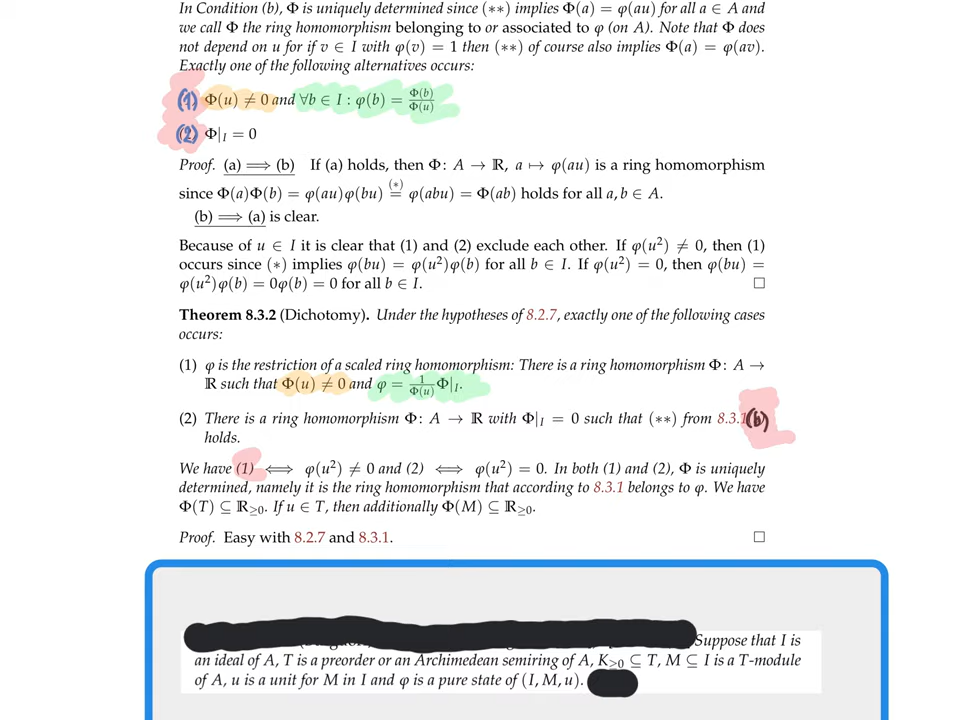 In Condition (b), Φ is uniquely determined since (∗∗) implies Φ(a) = φ(au) for all a ∈ A and
we call Φ the ring homomorphism belonging to or associated to φ (on A). Note that Φ does
not depend on u for if v ∈ I with φ(v) = 1 then (∗∗) of course also implies Φ(a) = φ(av).
Exactly one of the following alternatives occurs:
(1) Φ(u) ≠ 0 and ∀b ∈ I : φ(b) = Φ(b)/Φ(u)
(2) Φ|_I = 0
Proof. (a) ⟹ (b) If (a) holds, then Φ: A → ℝ, a ↦ φ(au) is a ring homomorphism
since Φ(a)Φ(b) = φ(au)φ(bu) (∗)= φ(abu) = Φ(ab) holds for all a, b ∈ A.
(b) ⟹ (a) is clear.
Because of u ∈ I it is clear that (1) and (2) exclude each other. If φ(u²) ≠ 0, then (1)
occurs since (∗) implies φ(bu) = φ(u²)φ(b) for all b ∈ I. If φ(u²) = 0, then φ(bu) =
φ(u²)φ(b) = 0φ(b) = 0 for all b ∈ I. □
Theorem 8.3.2 (Dichotomy). Under the hypotheses of 8.2.7, exactly one of the following cases
occurs:
(1) φ is the restriction of a scaled ring homomorphism: There is a ring homomorphism Φ: A →
ℝ such that Φ(u) ≠ 0 and φ = 1/Φ(u) Φ|_I.
(2) There is a ring homomorphism Φ: A → ℝ with Φ|_I = 0 such that (∗∗) from 8.3.1(b)
holds.
We have (1) ⟺ φ(u²) ≠ 0 and (2) ⟺ φ(u²) = 0. In both (1) and (2), Φ is uniquely
determined, namely it is the ring homomorphism that according to 8.3.1 belongs to φ. We have
Φ(T) ⊆ ℝ≥0. If u ∈ T, then additionally Φ(M) ⊆ ℝ≥0.
Proof. Easy with 8.2.7 and 8.3.1. □
Suppose that I is
an ideal of A, T is a preorder or an Archimedean semiring of A, K≥0 ⊆ T, M ⊆ I is a T-module
of A, u is a unit for M in I and φ is a pure state of (I, M, u).